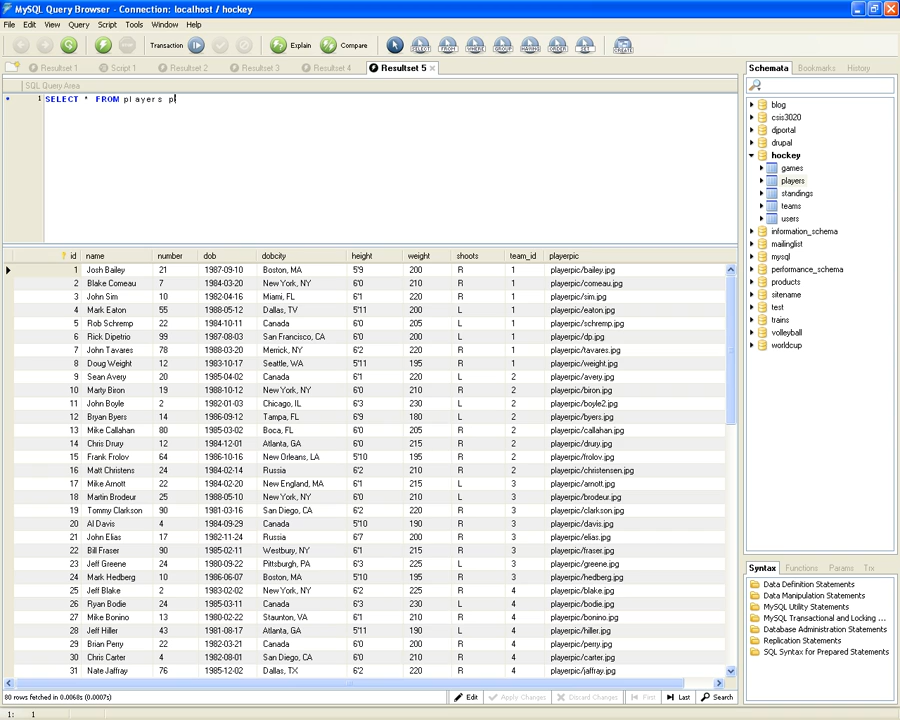 MySQL Query Browser - Connection: localhost / hockey
File Edit View Query Script Tools Window Help
Transaction Explain Compare SELECT FROM WHERE GROUP HAVING ORDER SET CREATE
Resultset 1 Script 1 Resultset 2 Resultset 3 Resultset 4 Resultset 5
SQL Query Area
1 SELECT * FROM players p
id name number dob dobcity height weight shoots team_id playerpic
1 Josh Bailey 21 1987-09-10 Boston, MA 5'9 200 R 1 playerpic/bailey.jpg
2 Blake Comeau 7 1984-03-20 New York, NY 6'0 210 R 1 playerpic/comeau.jpg
3 John Sim 10 1982-04-16 Miami, FL 6'1 220 R 1 playerpic/sim.jpg
4 Mark Eaton 55 1988-05-12 Dallas, TV 5'11 200 L 1 playerpic/eaton.jpg
5 Rob Schremp 22 1984-10-11 Canada 6'0 205 L 1 playerpic/schremp.jpg
6 Rick Dipetrio 99 1987-08-03 San Francisco, CA 6'0 200 L 1 playerpic/dp.jpg
7 John Tavares 78 1988-03-20 Merrick, NY 6'2 220 R 1 playerpic/tavares.jpg
8 Doug Weight 12 1983-10-17 Seattle, WA 5'11 195 R 1 playerpic/weight.jpg
9 Sean Avery 20 1985-04-02 Canada 6'1 220 L 2 playerpic/avery.jpg
10 Marty Biron 19 1988-10-12 New York, NY 6'0 210 R 2 playerpic/biron.jpg
11 John Boyle 2 1982-01-03 Chicago, IL 6'3 230 L 2 playerpic/boyle2.jpg
12 Bryan Byers 14 1986-09-12 Tampa, FL 6'9 180 L 2 playerpic/byers.jpg
13 Mike Callahan 80 1985-03-02 Boca, FL 6'0 205 R 2 playerpic/callahan.jpg
14 Chris Drury 12 1984-12-01 Atlanta, GA 6'0 215 R 2 playerpic/drury.jpg
15 Frank Frolov 64 1986-10-16 New Orleans, LA 5'10 195 R 2 playerpic/frolov.jpg
16 Matt Christens 24 1984-02-14 Russia 6'2 210 R 2 playerpic/christensen.jpg
17 Mike Arnott 22 1984-02-20 New England, MA 6'1 215 L 3 playerpic/arnott.jpg
18 Martin Brodeur 25 1988-05-10 New York, NY 6'0 210 L 3 playerpic/brodeur.jpg
19 Tommy Clarkson 90 1981-03-16 San Diego, CA 6'2 220 R 3 playerpic/clarkson.jpg
20 Al Davis 4 1984-09-29 Canada 5'10 190 R 3 playerpic/davis.jpg
21 John Elias 17 1982-11-24 Russia 6'7 200 R 3 playerpic/elias.jpg
22 Bill Fraser 90 1985-02-11 Westbury, NY 6'1 215 R 3 playerpic/fraser.jpg
23 Jeff Greene 24 1980-09-22 Pittsburgh, PA 6'3 225 L 3 playerpic/greene.jpg
24 Mark Hedberg 10 1986-06-07 Boston, MA 5'10 195 R 3 playerpic/hedberg.jpg
25 Jeff Blake 2 1983-02-02 New York, NY 6'2 225 R 4 playerpic/blake.jpg
26 Ryan Bodie 24 1985-03-11 Canada 6'3 230 L 4 playerpic/bodie.jpg
27 Mike Bonino 13 1980-02-22 Staunton, VA 6'1 210 R 4 playerpic/bonino.jpg
28 Jeff Hiller 43 1981-08-17 Atlanta, GA 5'11 190 L 4 playerpic/hiller.jpg
29 Brian Perry 22 1982-03-21 Canada 6'0 200 R 4 playerpic/perry.jpg
30 Chris Carter 4 1982-08-01 San Diego, CA 6'0 210 R 4 playerpic/carter.jpg
31 Nate Jaffray 76 1985-12-02 Dallas, TX 6'2 220 R 4 playerpic/jaffray.jpg
80 rows fetched in 0.0068s (0.0007s) Edit Apply Changes Discard Changes First Last Search
1: 1
Schemata Bookmarks History
blog
csis3020
djportal
drupal
hockey
games
players
standings
teams
users
information_schema
mailinglist
mysql
performance_schema
products
sitename
test
trains
volleyball
worldcup
Syntax Functions Params Trx
Data Definition Statements
Data Manipulation Statements
MySQL Utility Statements
MySQL Transactional and Locking ...
Database Administration Statements
Replication Statements
SQL Syntax for Prepared Statements